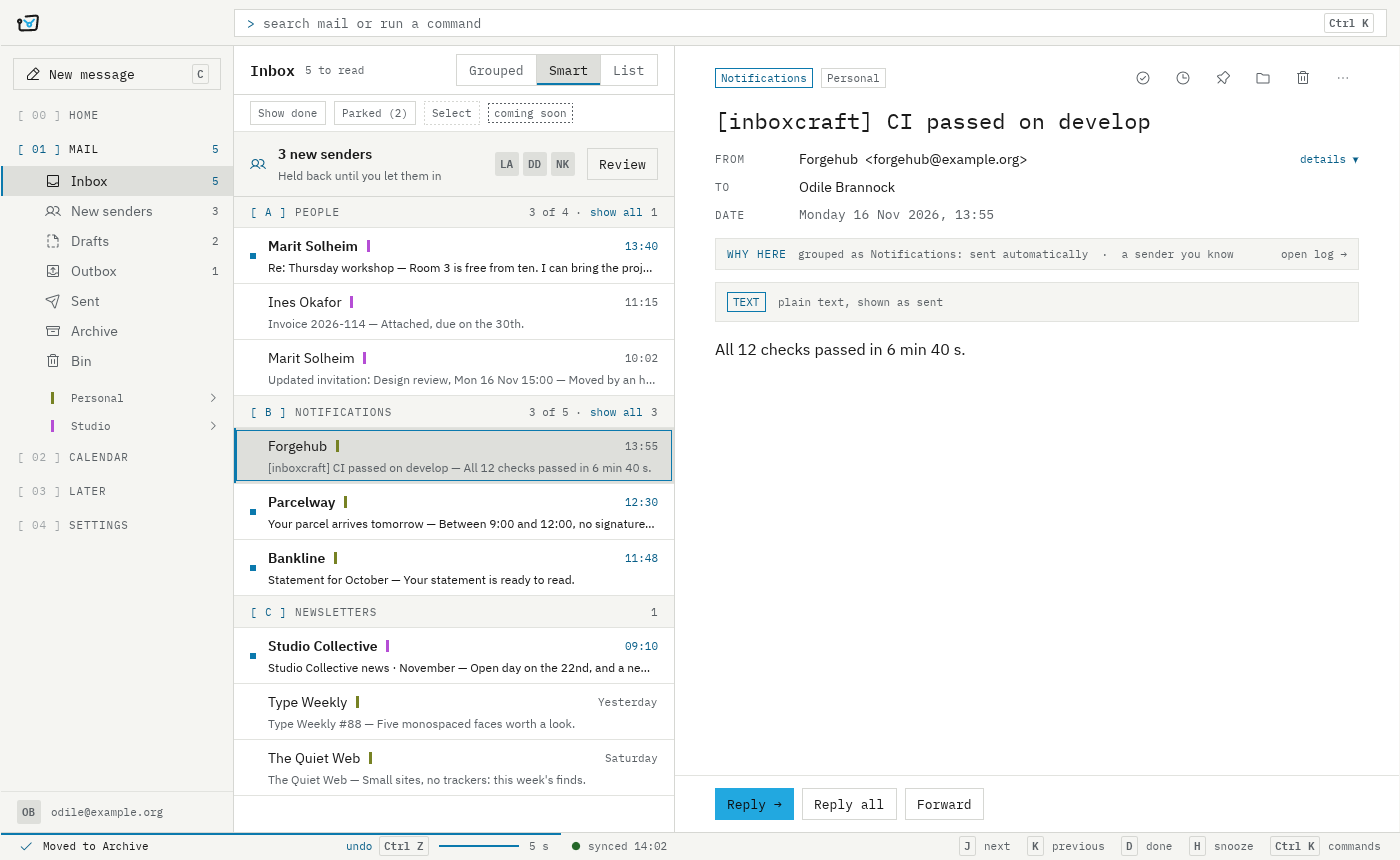 > search mail or run a command Ctrl K
New message C
[ 00 ] HOME
[ 01 ] MAIL 5
Inbox 5
New senders 3
Drafts 2
Outbox 1
Sent
Archive
Bin
Personal
Studio
[ 02 ] CALENDAR
[ 03 ] LATER
[ 04 ] SETTINGS
OB odile@example.org
Inbox 5 to read Grouped Smart List
Show done Parked (2) Select coming soon
3 new senders
Held back until you let them in
LA DD NK Review
[ A ] PEOPLE 3 of 4 · show all 1
Marit Solheim 13:40
Re: Thursday workshop — Room 3 is free from ten. I can bring the proj…
Ines Okafor 11:15
Invoice 2026-114 — Attached, due on the 30th.
Marit Solheim 10:02
Updated invitation: Design review, Mon 16 Nov 15:00 — Moved by an h…
[ B ] NOTIFICATIONS 3 of 5 · show all 3
Forgehub 13:55
[inboxcraft] CI passed on develop — All 12 checks passed in 6 min 40 s.
Parcelway 12:30
Your parcel arrives tomorrow — Between 9:00 and 12:00, no signature…
Bankline 11:48
Statement for October — Your statement is ready to read.
[ C ] NEWSLETTERS 1
Studio Collective 09:10
Studio Collective news · November — Open day on the 22nd, and a ne…
Type Weekly Yesterday
Type Weekly #88 — Five monospaced faces worth a look.
The Quiet Web Saturday
The Quiet Web — Small sites, no trackers: this week's finds.
Notifications Personal
[inboxcraft] CI passed on develop
FROM Forgehub <forgehub@example.org> details ▾
TO Odile Brannock
DATE Monday 16 Nov 2026, 13:55
WHY HERE grouped as Notifications: sent automatically · a sender you know open log →
TEXT plain text, shown as sent
All 12 checks passed in 6 min 40 s.
Reply → Reply all Forward
Moved to Archive undo Ctrl Z 5 s synced 14:02 J next K previous D done H snooze Ctrl K commands